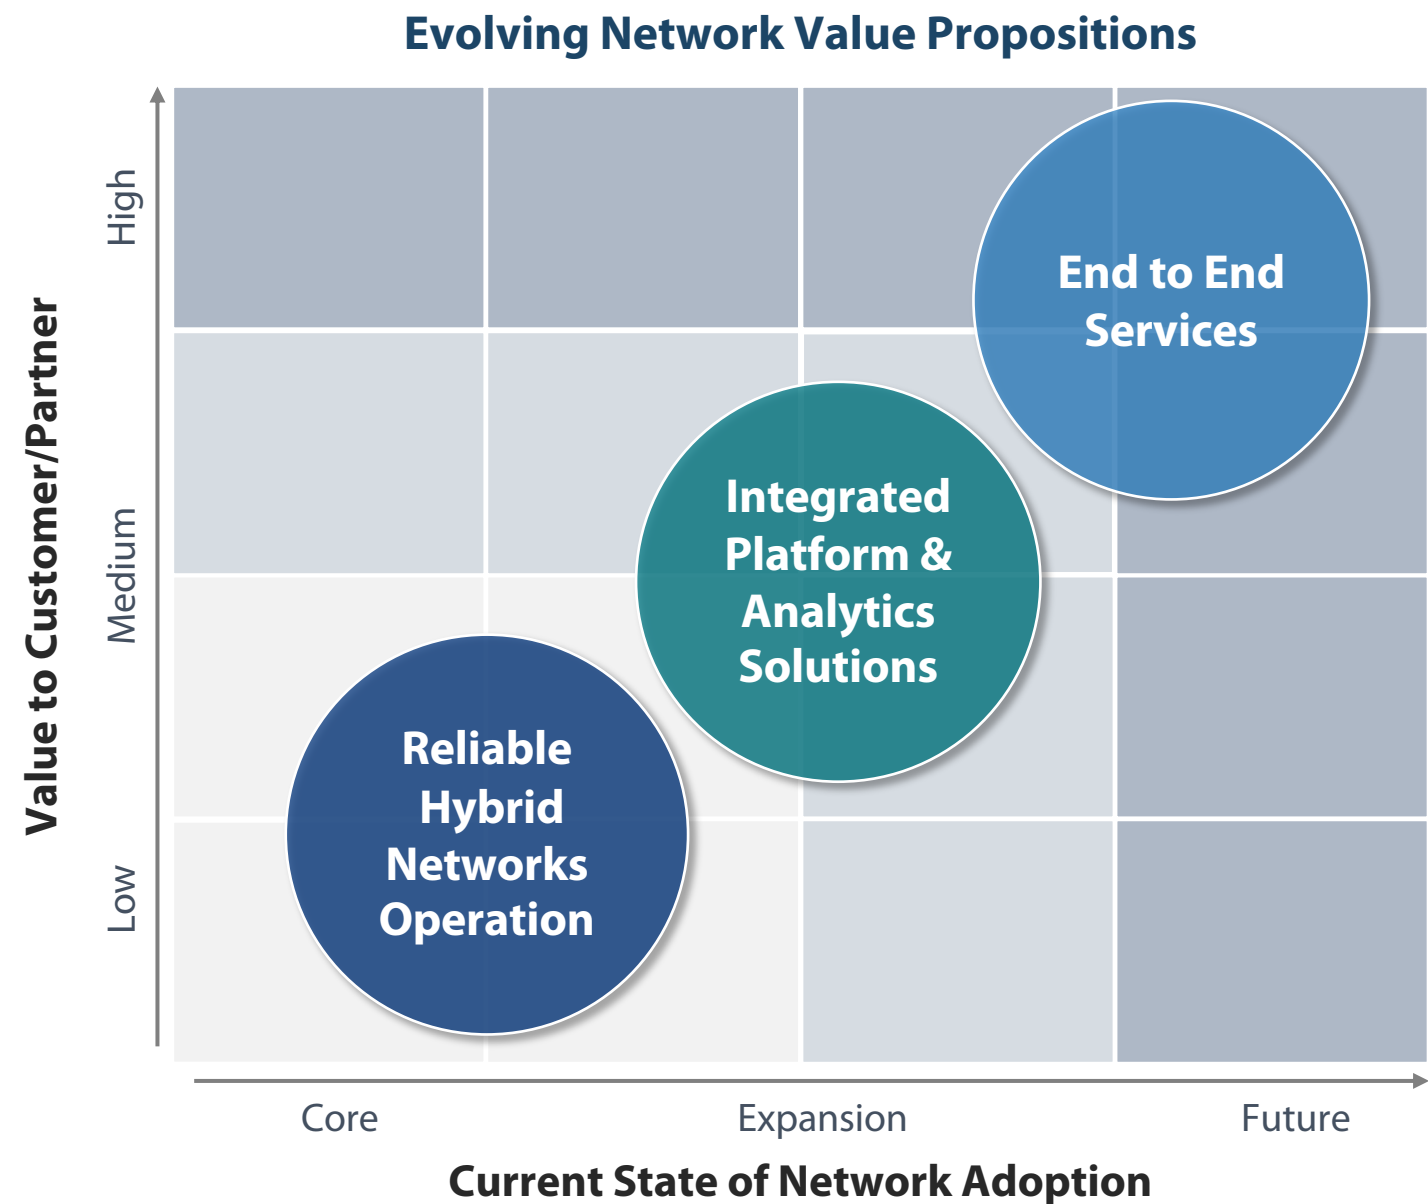 Evolving Network Value Propositions
Value to Customer/Partner
High
Medium
Low
End to End
Services
Integrated
Platform &
Analytics
Solutions
Reliable
Hybrid
Networks
Operation
Core
Expansion
Future
Current State of Network Adoption